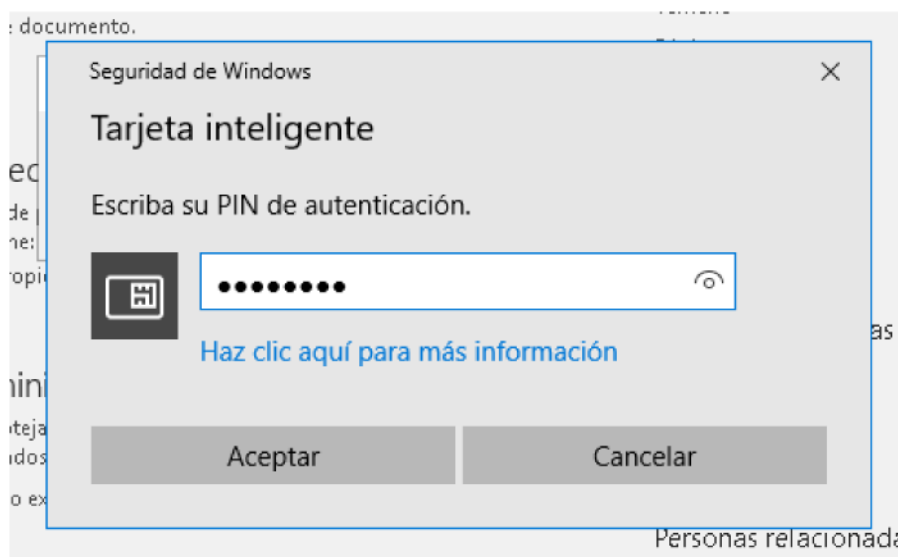 documento.
Seguridad de Windows
Tarjeta inteligente
Escriba su PIN de autenticación.
••••••••
Haz clic aquí para más información
Aceptar
Cancelar
Personas relacionada